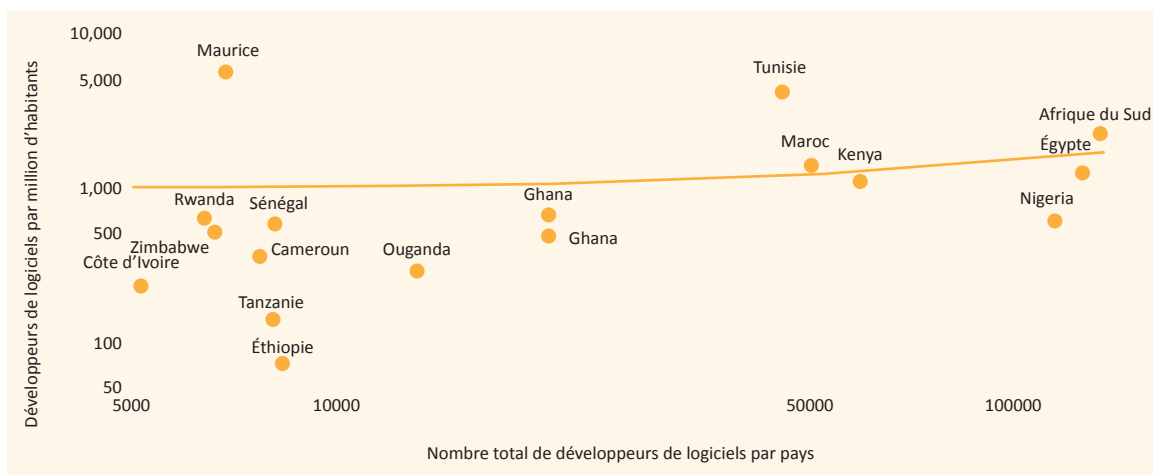 Développeurs de logiciels par million d'habitants
10,000
5,000
1,000
500
100
50
Maurice
Tunisie
Afrique du Sud
Maroc
Kenya
Égypte
Rwanda
Sénégal
Ghana
Nigeria
Zimbabwe
Cameroun
Ouganda
Ghana
Côte d'Ivoire
Tanzanie
Éthiopie
5000
10000
50000
100000
Nombre total de développeurs de logiciels par pays